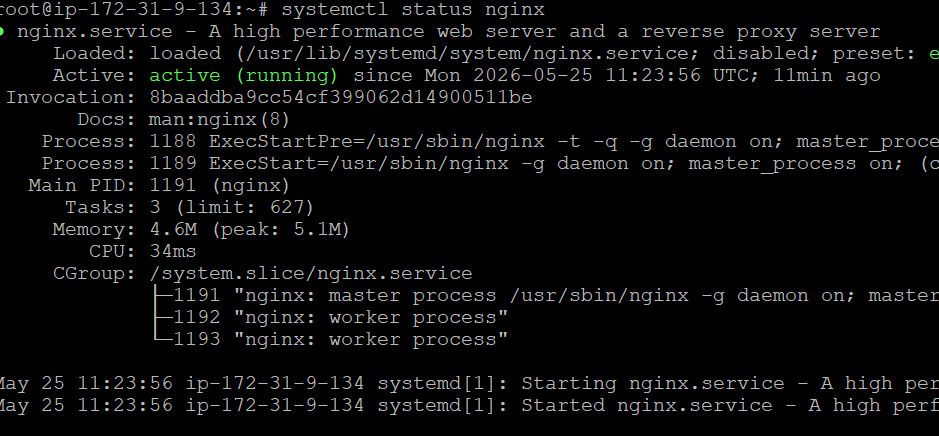 root@ip-172-31-9-134:~# systemctl status nginx
● nginx.service - A high performance web server and a reverse proxy server
Loaded: loaded (/usr/lib/systemd/system/nginx.service; disabled; preset: e
Active: active (running) since Mon 2026-05-25 11:23:56 UTC; 11min ago
Invocation: 8baaddba9cc54cf399062d14900511be
Docs: man:nginx(8)
Process: 1188 ExecStartPre=/usr/sbin/nginx -t -q -g daemon on; master_proce
Process: 1189 ExecStart=/usr/sbin/nginx -g daemon on; master_process on; (c
Main PID: 1191 (nginx)
Tasks: 3 (limit: 627)
Memory: 4.6M (peak: 5.1M)
CPU: 34ms
CGroup: /system.slice/nginx.service
├─1191 "nginx: master process /usr/sbin/nginx -g daemon on; master
├─1192 "nginx: worker process"
└─1193 "nginx: worker process"
May 25 11:23:56 ip-172-31-9-134 systemd[1]: Starting nginx.service - A high per
May 25 11:23:56 ip-172-31-9-134 systemd[1]: Started nginx.service - A high perf